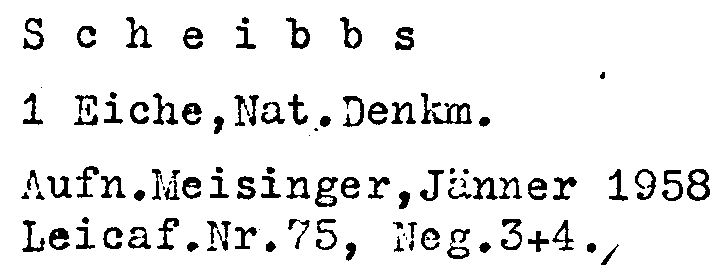 S c h e i b b s
1 Eiche,Nat.Denkm.
Aufn.Meisinger,Jänner 1958
Leicaf.Nr.75, Neg.3+4.